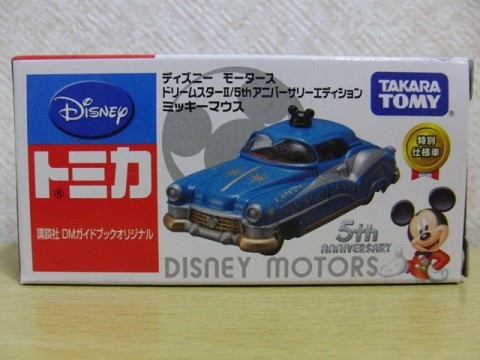 Disney
トミカ
®
講談社 DMガイドブックオリジナル
ディズニー モータース
ドリームスターII/5thアニバーサリーエディション
ミッキーマウス
TAKARA
TOMY
特別
仕様車
5th
ANNIVERSARY
DISNEY MOTORS